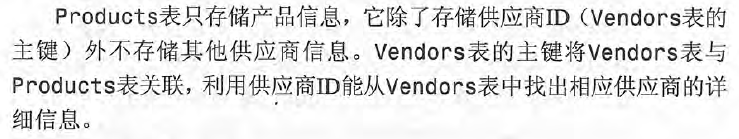 Products表只存储产品信息，它除了存储供应商ID（Vendors表的
主键）外不存储其他供应商信息。Vendors表的主键将Vendors表与
Products表关联，利用供应商ID能从Vendors表中找出相应供应商的详
细信息。